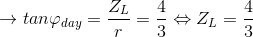 → tanφ_day = Z_L/r = 4/3 ⇔ Z_L = 4/3